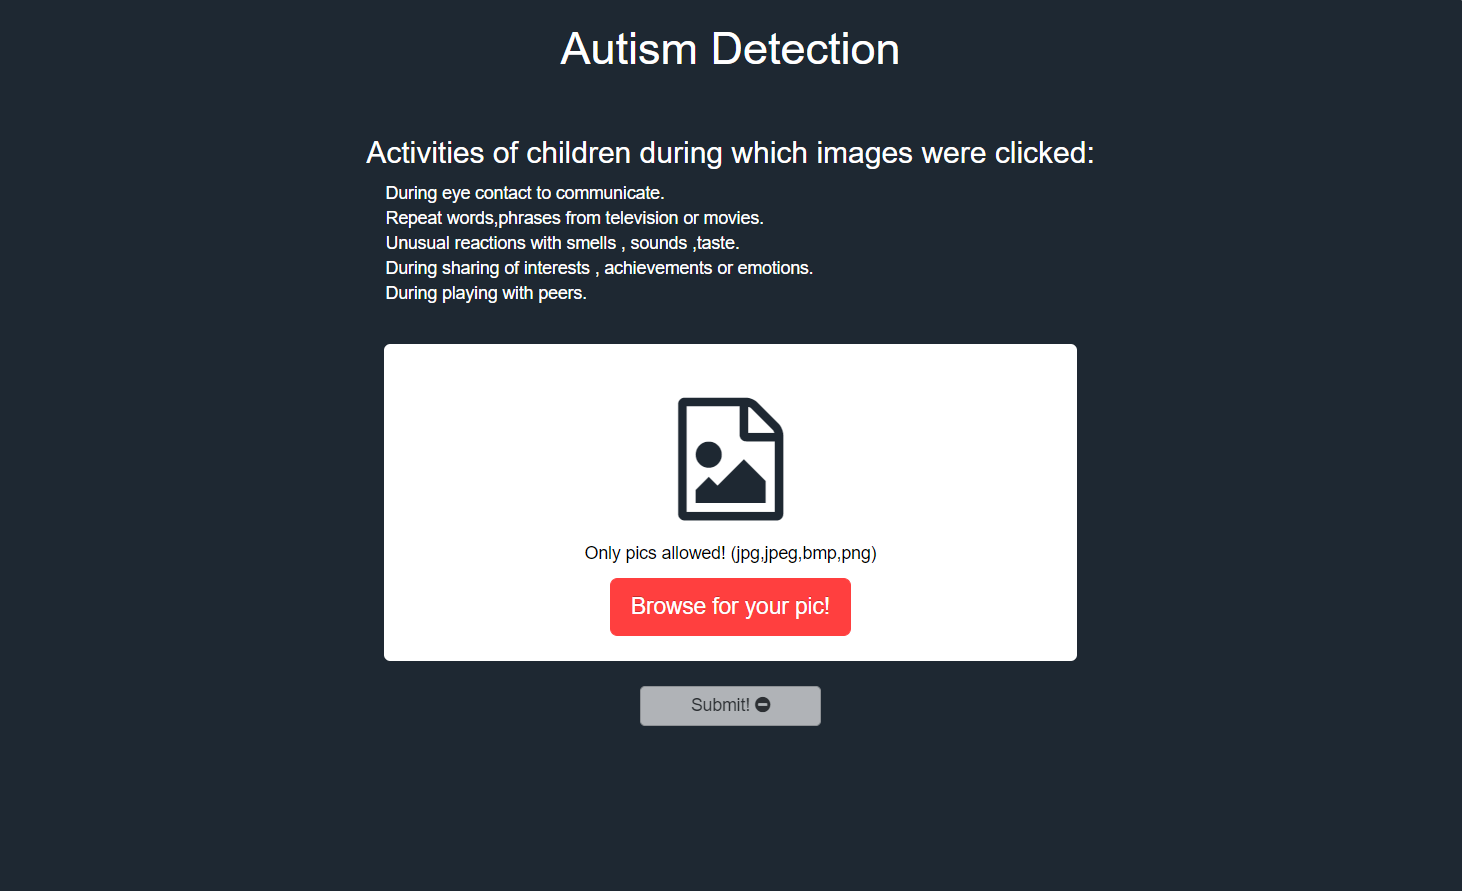 Autism Detection
Activities of children during which images were clicked:
During eye contact to communicate.
Repeat words,phrases from television or movies.
Unusual reactions with smells , sounds ,taste.
During sharing of interests , achievements or emotions.
During playing with peers.
Only pics allowed! (jpg,jpeg,bmp,png)
Browse for your pic!
Submit!